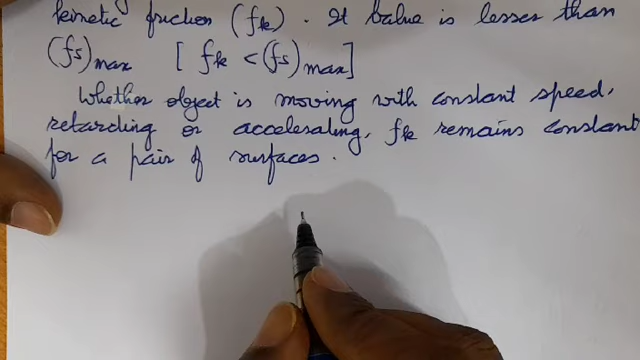 kinetic friction (fk). It value is lesser than
(fs)max [fk < (fs)max]
Whether object is moving with constant speed,
retarding or accelerating, fk remains constant
for a pair of surfaces.